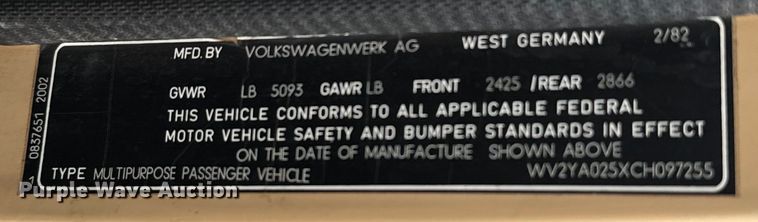 MFD.BY VOLKSWAGENWERK AG WEST GERMANY 2/82
GVWR LB 5093 GAWR LB FRONT 2425 /REAR 2866
THIS VEHICLE CONFORMS TO ALL APPLICABLE FEDERAL
MOTOR VEHICLE SAFETY AND BUMPER STANDARDS IN EFFECT
ON THE DATE OF MANUFACTURE SHOWN ABOVE
WV2YA025XCH097255
TYPE MULTIPURPOSE PASSENGER VEHICLE
1 0837651 2002
Purple Wave Auction